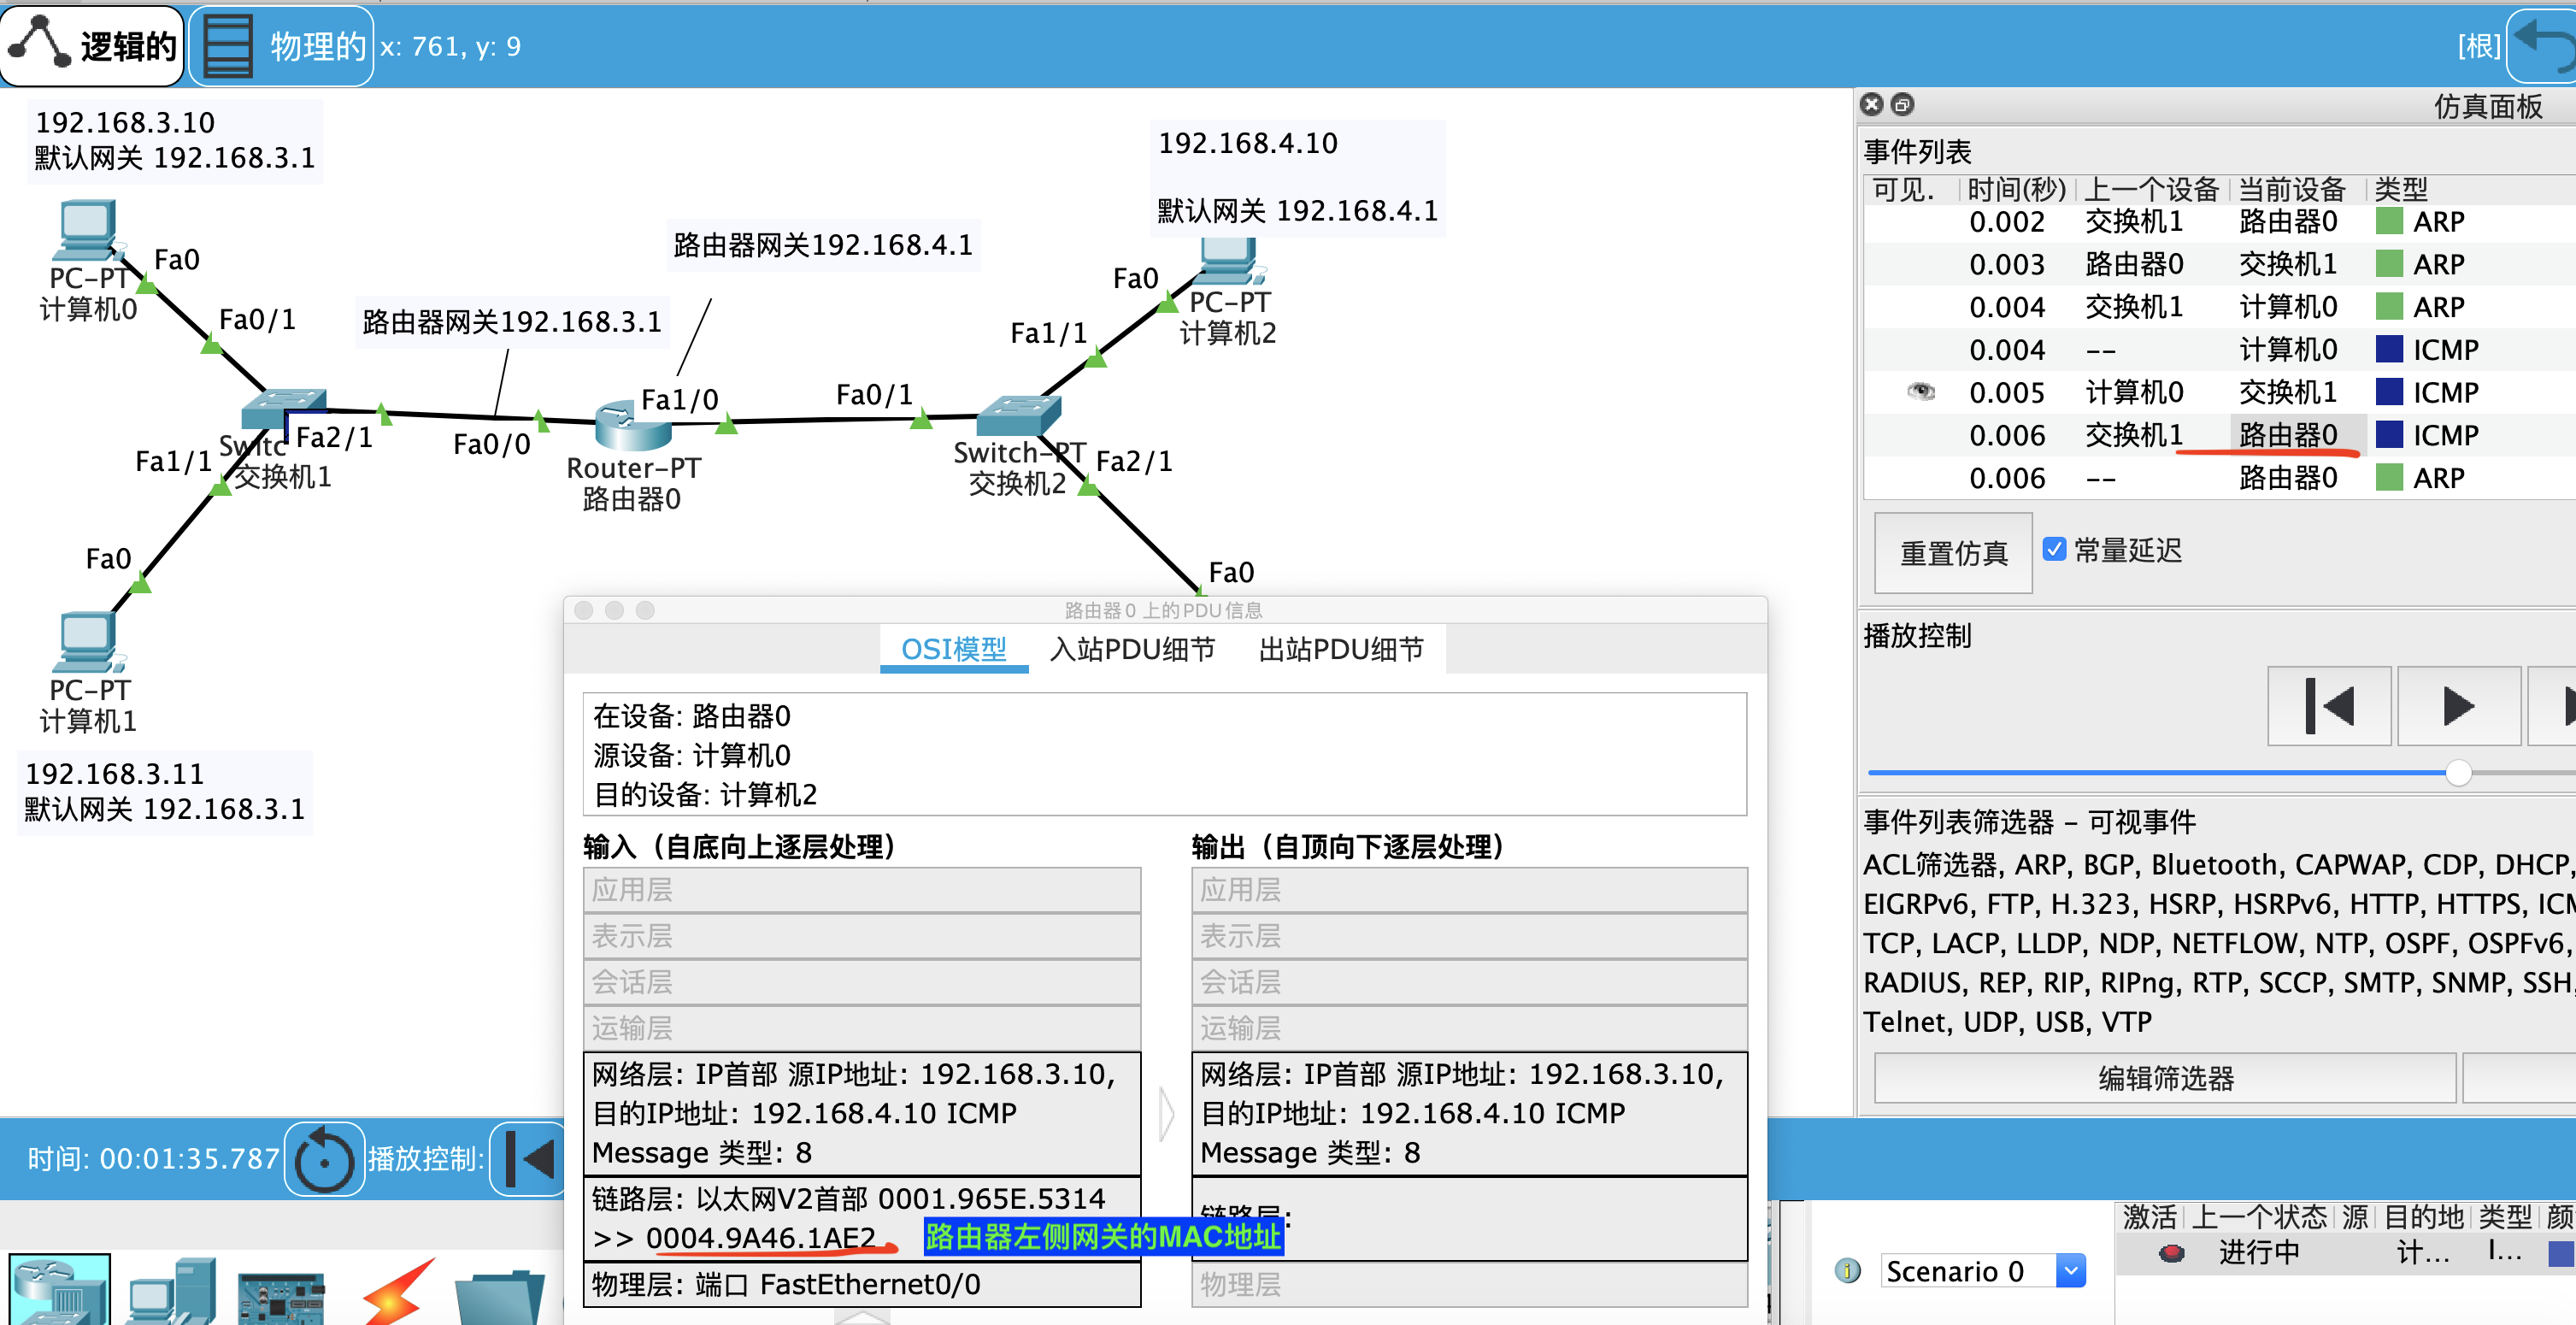 逻辑的
物理的
x: 761, y: 9
[根]
192.168.3.10
默认网关 192.168.3.1
PC-PT
计算机0
Fa0
Fa0/1
路由器网关192.168.3.1
路由器网关192.168.4.1
192.168.4.10
默认网关 192.168.4.1
Fa0
PC-PT
计算机2
Fa1/1
Fa1/0
Fa0/1
Fa2/1
Fa0/0
Switc
交换机1
Fa1/1
Router-PT
路由器0
Switch-PT
交换机2
Fa2/1
Fa0
Fa0
PC-PT
计算机1
192.168.3.11
默认网关 192.168.3.1
仿真面板
事件列表
可见. 时间(秒) 上一个设备 当前设备 类型
0.002 交换机1 路由器0 ARP
0.003 路由器0 交换机1 ARP
0.004 交换机1 计算机0 ARP
0.004 -- 计算机0 ICMP
0.005 计算机0 交换机1 ICMP
0.006 交换机1 路由器0 ICMP
0.006 -- 路由器0 ARP
重置仿真
常量延迟
播放控制
事件列表筛选器 - 可视事件
ACL筛选器, ARP, BGP, Bluetooth, CAPWAP, CDP, DHCP,
EIGRPv6, FTP, H.323, HSRP, HSRPv6, HTTP, HTTPS, ICM
TCP, LACP, LLDP, NDP, NETFLOW, NTP, OSPF, OSPFv6,
RADIUS, REP, RIP, RIPng, RTP, SCCP, SMTP, SNMP, SSH,
Telnet, UDP, USB, VTP
编辑筛选器
路由器0 上的PDU信息
OSI模型
入站PDU细节
出站PDU细节
在设备: 路由器0
源设备: 计算机0
目的设备: 计算机2
输入（自底向上逐层处理）
应用层
表示层
会话层
运输层
网络层: IP首部 源IP地址: 192.168.3.10,
目的IP地址: 192.168.4.10 ICMP
Message 类型: 8
链路层: 以太网V2首部 0001.965E.5314
>> 0004.9A46.1AE2
物理层: 端口 FastEthernet0/0
输出（自顶向下逐层处理）
应用层
表示层
会话层
运输层
网络层: IP首部 源IP地址: 192.168.3.10,
目的IP地址: 192.168.4.10 ICMP
Message 类型: 8
链路层:
物理层
路由器左侧网关的MAC地址
时间: 00:01:35.787
播放控制:
Scenario 0
激活 上一个状态 源 目的地 类型 颜
进行中 计... I...